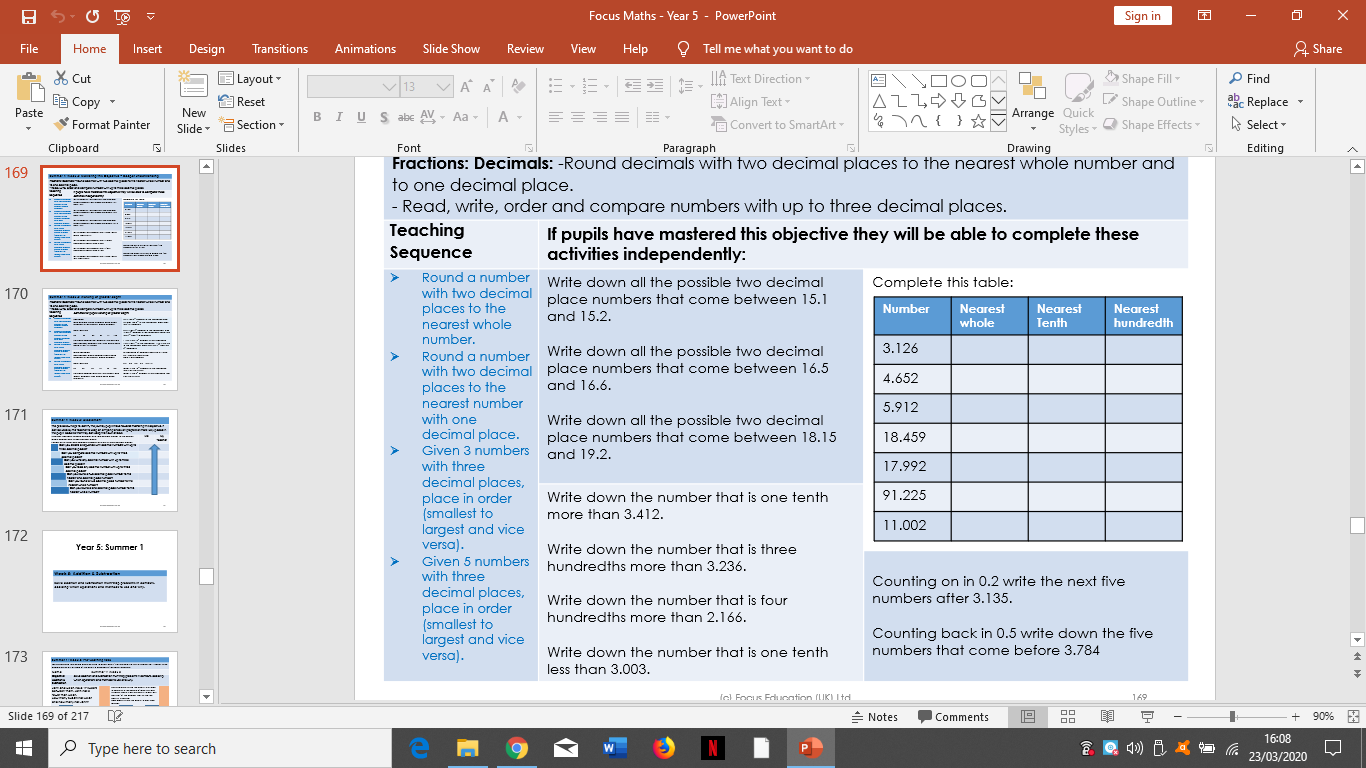 Focus Maths - Year 5 - PowerPoint
Sign in
File Home Insert Design Transitions Animations Slide Show Review View Help Tell me what you want to do Share
Paste
Cut
Copy
Format Painter
Clipboard
New
Slide
Layout
Reset
Section
Slides
13
B I U S abc AV Aa A
Font
Text Direction
Align Text
Convert to SmartArt
Paragraph
Arrange
Quick
Styles
Shape Fill
Shape Outline
Shape Effects
Drawing
Find
Replace
Select
Editing
169
170
171
172
Year 5: Summer 1
173
Fractions: Decimals: -Round decimals with two decimal places to the nearest whole number and
to one decimal place.
- Read, write, order and compare numbers with up to three decimal places.
Teaching
Sequence
If pupils have mastered this objective they will be able to complete these
activities independently:
Round a number
with two decimal
places to the
nearest whole
number.
Round a number
with two decimal
places to the
nearest number
with one
decimal place.
Given 3 numbers
with three
decimal places,
place in order
(smallest to
largest and vice
versa).
Given 5 numbers
with three
decimal places,
place in order
(smallest to
largest and vice
versa).
Write down all the possible two decimal
place numbers that come between 15.1
and 15.2.
Write down all the possible two decimal
place numbers that come between 16.5
and 16.6.
Write down all the possible two decimal
place numbers that come between 18.15
and 19.2.
Write down the number that is one tenth
more than 3.412.
Write down the number that is three
hundredths more than 3.236.
Write down the number that is four
hundredths more than 2.166.
Write down the number that is one tenth
less than 3.003.
Complete this table:
Number Nearest whole Nearest Tenth Nearest hundredth
3.126
4.652
5.912
18.459
17.992
91.225
11.002
Counting on in 0.2 write the next five
numbers after 3.135.
Counting back in 0.5 write down the five
numbers that come before 3.784
(c) Focus Education (UK) Ltd
169
Slide 169 of 217
Notes Comments
90%
Type here to search
16:08
23/03/2020